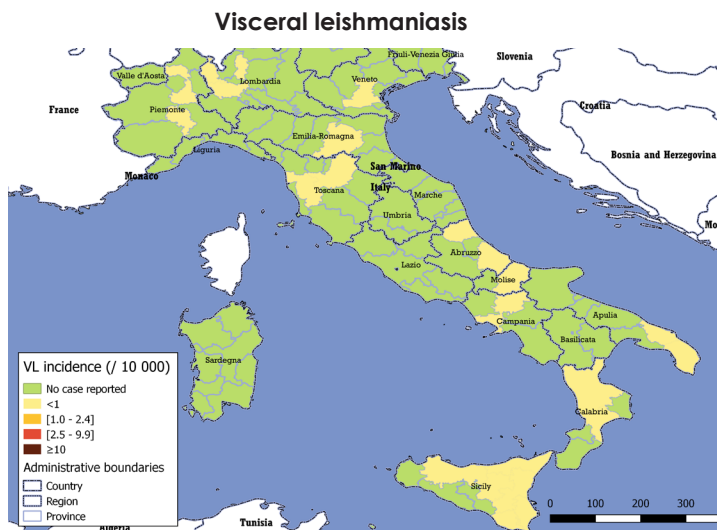 Visceral leishmaniasis
Friuli-Venezia Giulia
Slovenia
Valle d'Aosta
Lombardia
Veneto
France
Piemonte
Croatia
Emilia-Romagna
Liguria
Bosnia and Herzegovina
San Marino
Monaco
Italy
Toscana
Marche
Umbria
Mo
Abruzzo
Lazio
Molise
Apulia
Campania
Basilicata
Sardegna
VL incidence (/ 10 000)
No case reported
<1
[1.0 - 2.4]
[2.5 - 9.9]
≥10
Administrative boundaries
Country
Region
Province
Calabria
Sicily
0 100 200 300
Algeria
Tunisia